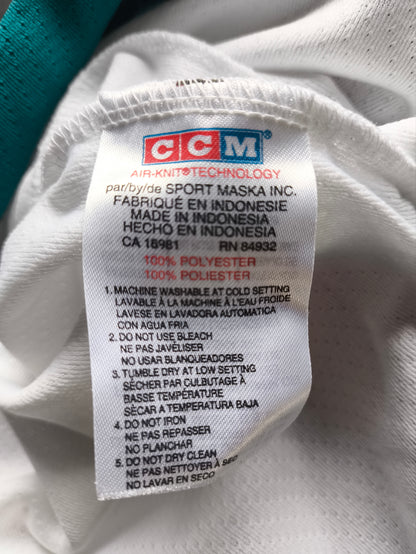 CCM®
AIR-KNIT®TECHNOLOGY
par/by/de SPORT MASKA INC.
FABRIQUÉ EN INDONESIE
MADE IN INDONESIA
HECHO EN INDONESIA
CA 16981 RN 84932
100% POLYESTER
100% POLIESTER
1. MACHINE WASHABLE AT COLD SETTING
LAVABLE À LA MACHINE À L'EAU FROIDE
LAVESE EN LAVADORA AUTOMATICA
CON AGUA FRIA
2. DO NOT USE BLEACH
NE PAS JAVÉLISER
NO USAR BLANQUEADORES
3. TUMBLE DRY AT LOW SETTING
SÉCHER PAR CULBUTAGE À
BASSE TEMPÉRATURE
SECAR A TEMPERATURA BAJA
4. DO NOT IRON
NE PAS REPASSER
NO PLANCHAR
5. DO NOT DRY CLEAN
NE PAS NETTOYER À SEC
NO LAVAR EN SECO